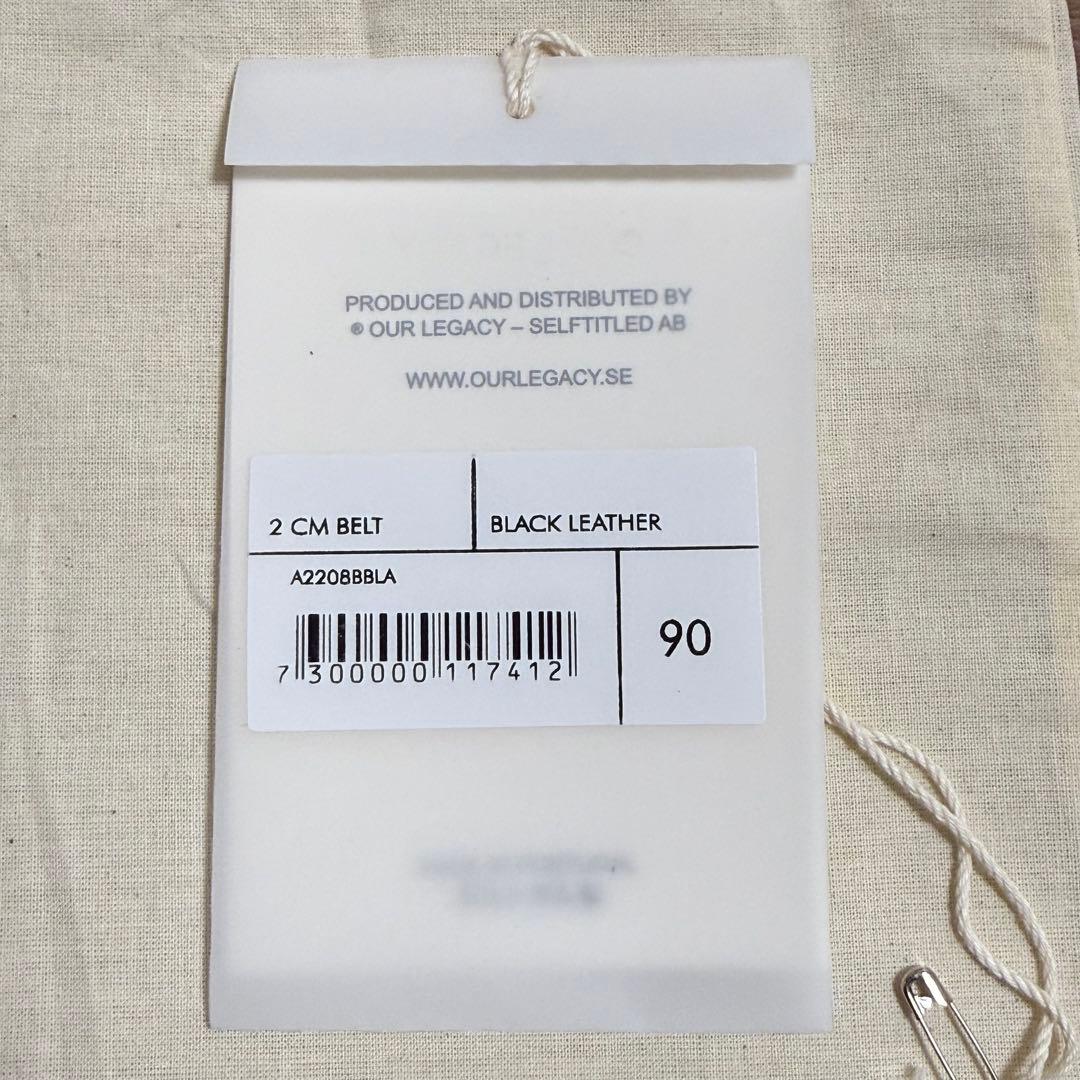 PRODUCED AND DISTRIBUTED BY
® OUR LEGACY – SELFTITLED AB
WWW.OURLEGACY.SE
2 CM BELT
BLACK LEATHER
A2208BBLA
90
7 300000 117412